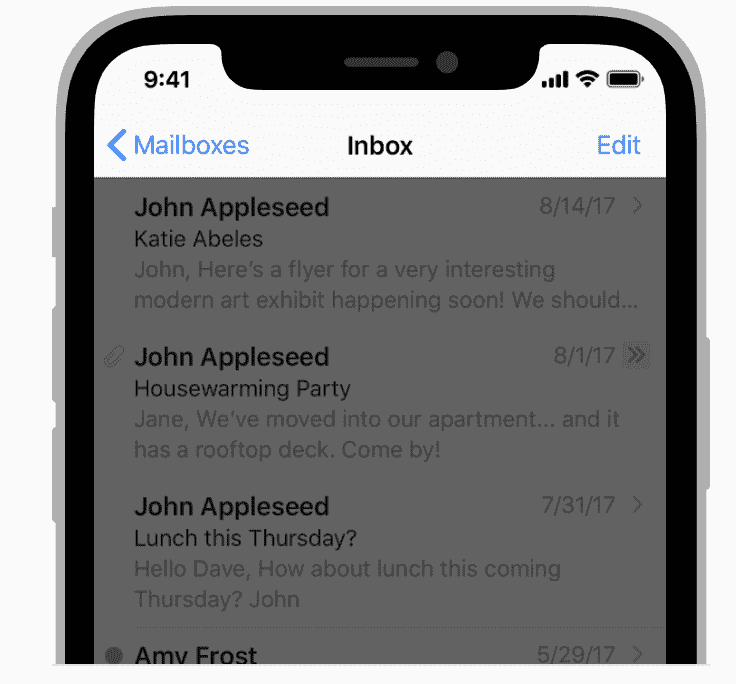 9:41
Mailboxes Inbox Edit
John Appleseed 8/14/17
Katie Abeles
John, Here’s a flyer for a very interesting
modern art exhibit happening soon! We should...
John Appleseed 8/1/17
Housewarming Party
Jane, We’ve moved into our apartment... and it
has a rooftop deck. Come by!
John Appleseed 7/31/17
Lunch this Thursday?
Hello Dave, How about lunch this coming
Thursday? John
Amy Frost 5/29/17